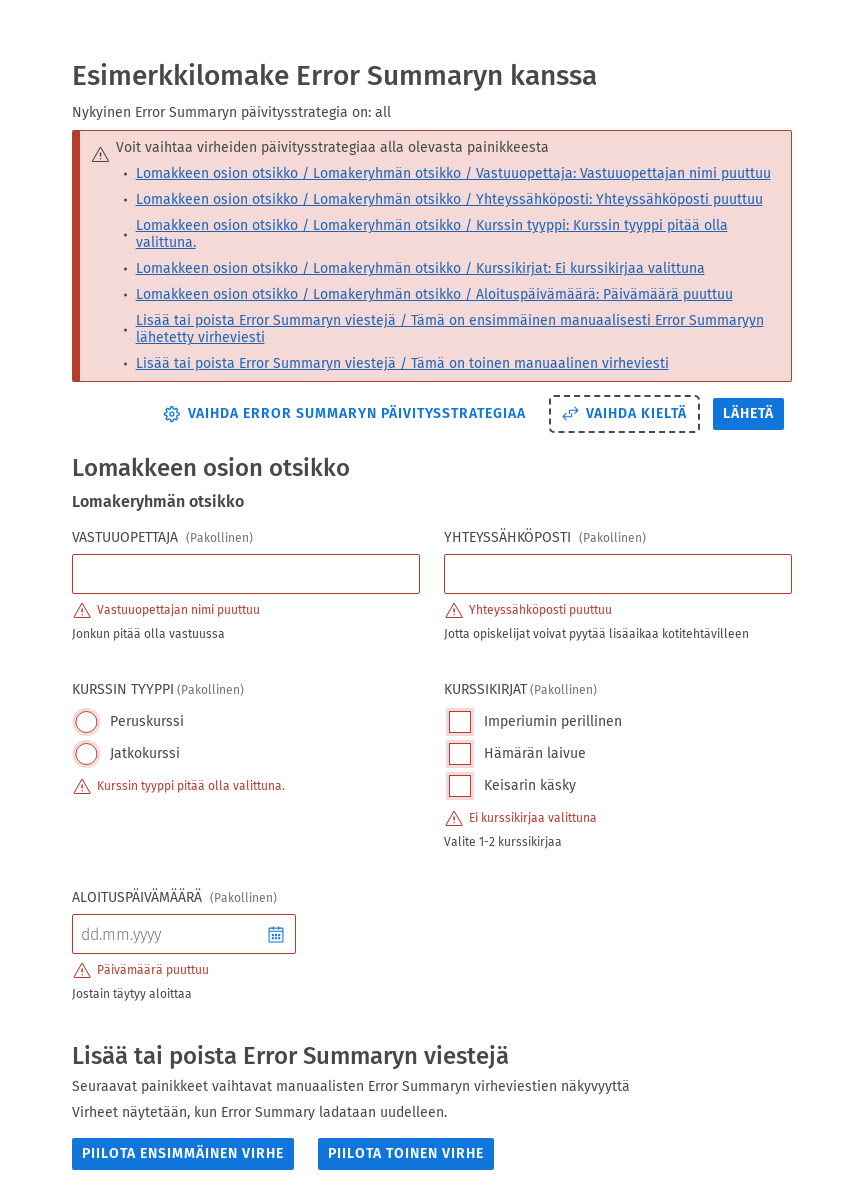 Esimerkkilomake Error Summaryn kanssa
Nykyinen Error Summaryn päivitysstrategia on: all
Voit vaihtaa virheiden päivitysstrategiaa alla olevasta painikkeesta
• Lomakkeen osion otsikko / Lomakeryhmän otsikko / Vastuuopettaja: Vastuuopettajan nimi puuttuu
• Lomakkeen osion otsikko / Lomakeryhmän otsikko / Yhteyssähköposti: Yhteyssähköposti puuttuu
• Lomakkeen osion otsikko / Lomakeryhmän otsikko / Kurssin tyyppi: Kurssin tyyppi pitää olla
valittuna.
• Lomakkeen osion otsikko / Lomakeryhmän otsikko / Kurssikirjat: Ei kurssikirjaa valittuna
• Lomakkeen osion otsikko / Lomakeryhmän otsikko / Aloituspäivämäärä: Päivämäärä puuttuu
• Lisää tai poista Error Summaryn viestejä / Tämä on ensimmäinen manuaalisesti Error Summaryyn
lähetetty virheviesti
• Lisää tai poista Error Summaryn viestejä / Tämä on toinen manuaalinen virheviesti
VAIHDA ERROR SUMMARYN PÄIVITYSSTRATEGIAA VAIHDA KIELTÄ LÄHETÄ
Lomakkeen osion otsikko
Lomakeryhmän otsikko
VASTUUOPETTAJA (Pakollinen)
Vastuuopettajan nimi puuttuu
Jonkun pitää olla vastuussa
YHTEYSSÄHKÖPOSTI (Pakollinen)
Yhteyssähköposti puuttuu
Jotta opiskelijat voivat pyytää lisäaikaa kotitehtävilleen
KURSSIN TYYPPI (Pakollinen)
Peruskurssi
Jatkokurssi
Kurssin tyyppi pitää olla valittuna.
KURSSIKIRJAT (Pakollinen)
Imperiumin perillinen
Hämärän laivue
Keisarin käsky
Ei kurssikirjaa valittuna
Valite 1-2 kurssikirjaa
ALOITUSPÄIVÄMÄÄRÄ (Pakollinen)
dd.mm.yyyy
Päivämäärä puuttuu
Jostain täytyy aloittaa
Lisää tai poista Error Summaryn viestejä
Seuraavat painikkeet vaihtavat manuaalisten Error Summaryn virheviestien näkyvyyttä
Virheet näytetään, kun Error Summary ladataan uudelleen.
PIILOTA ENSIMMÄINEN VIRHE PIILOTA TOINEN VIRHE